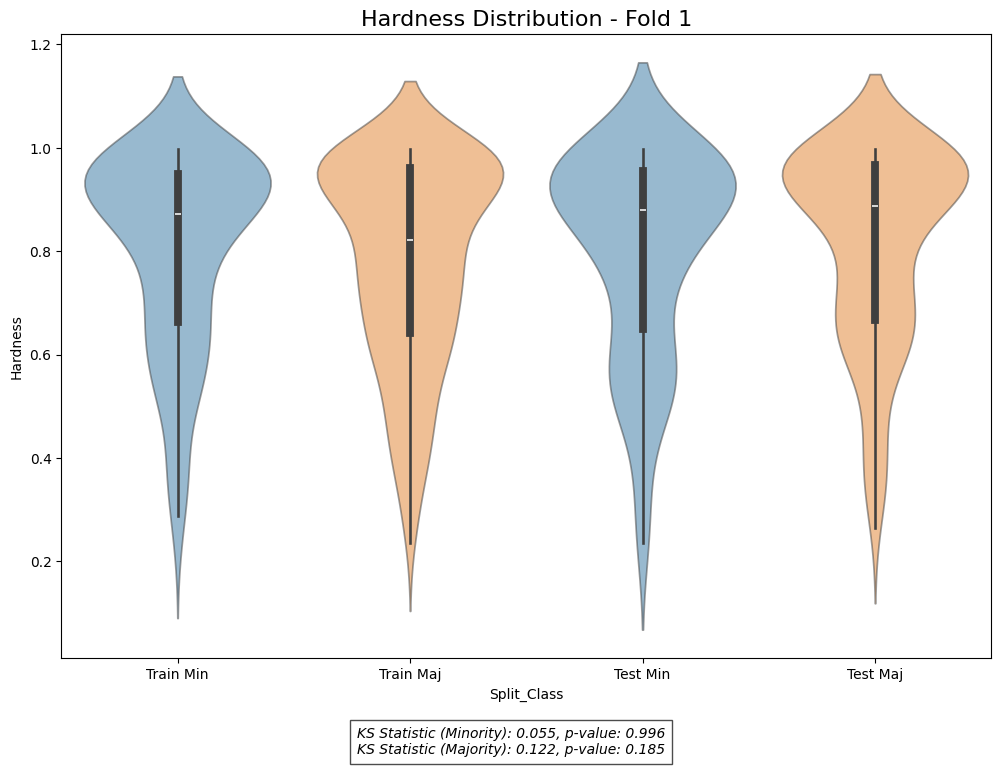 Hardness Distribution - Fold 1
1.2
1.0
0.8
0.6
0.4
0.2
Hardness
Train Min
Train Maj
Test Min
Test Maj
Split_Class
KS Statistic (Minority): 0.055, p-value: 0.996
KS Statistic (Majority): 0.122, p-value: 0.185